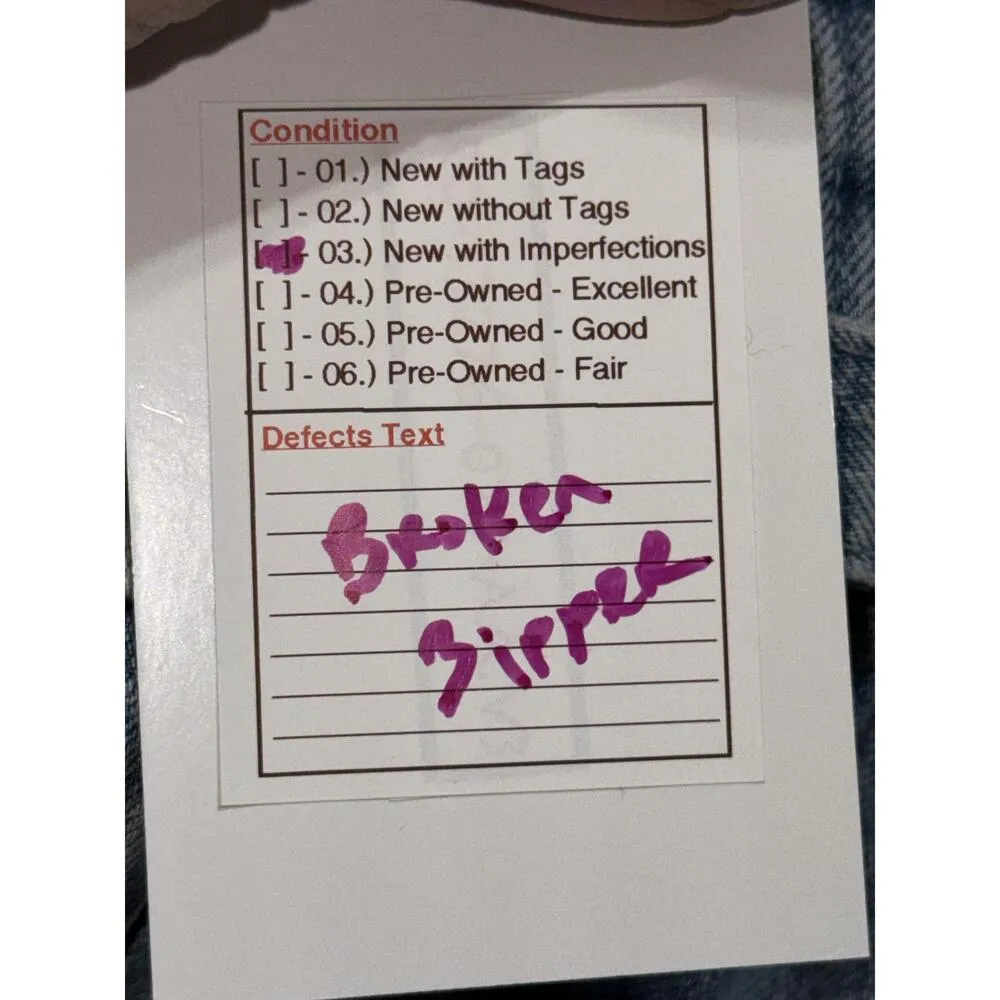 Condition
[ ] - 01.) New with Tags
[ ] - 02.) New without Tags
[ ] - 03.) New with Imperfections
[ ] - 04.) Pre-Owned - Excellent
[ ] - 05.) Pre-Owned - Good
[ ] - 06.) Pre-Owned - Fair
Defects Text
Broken
Zipper